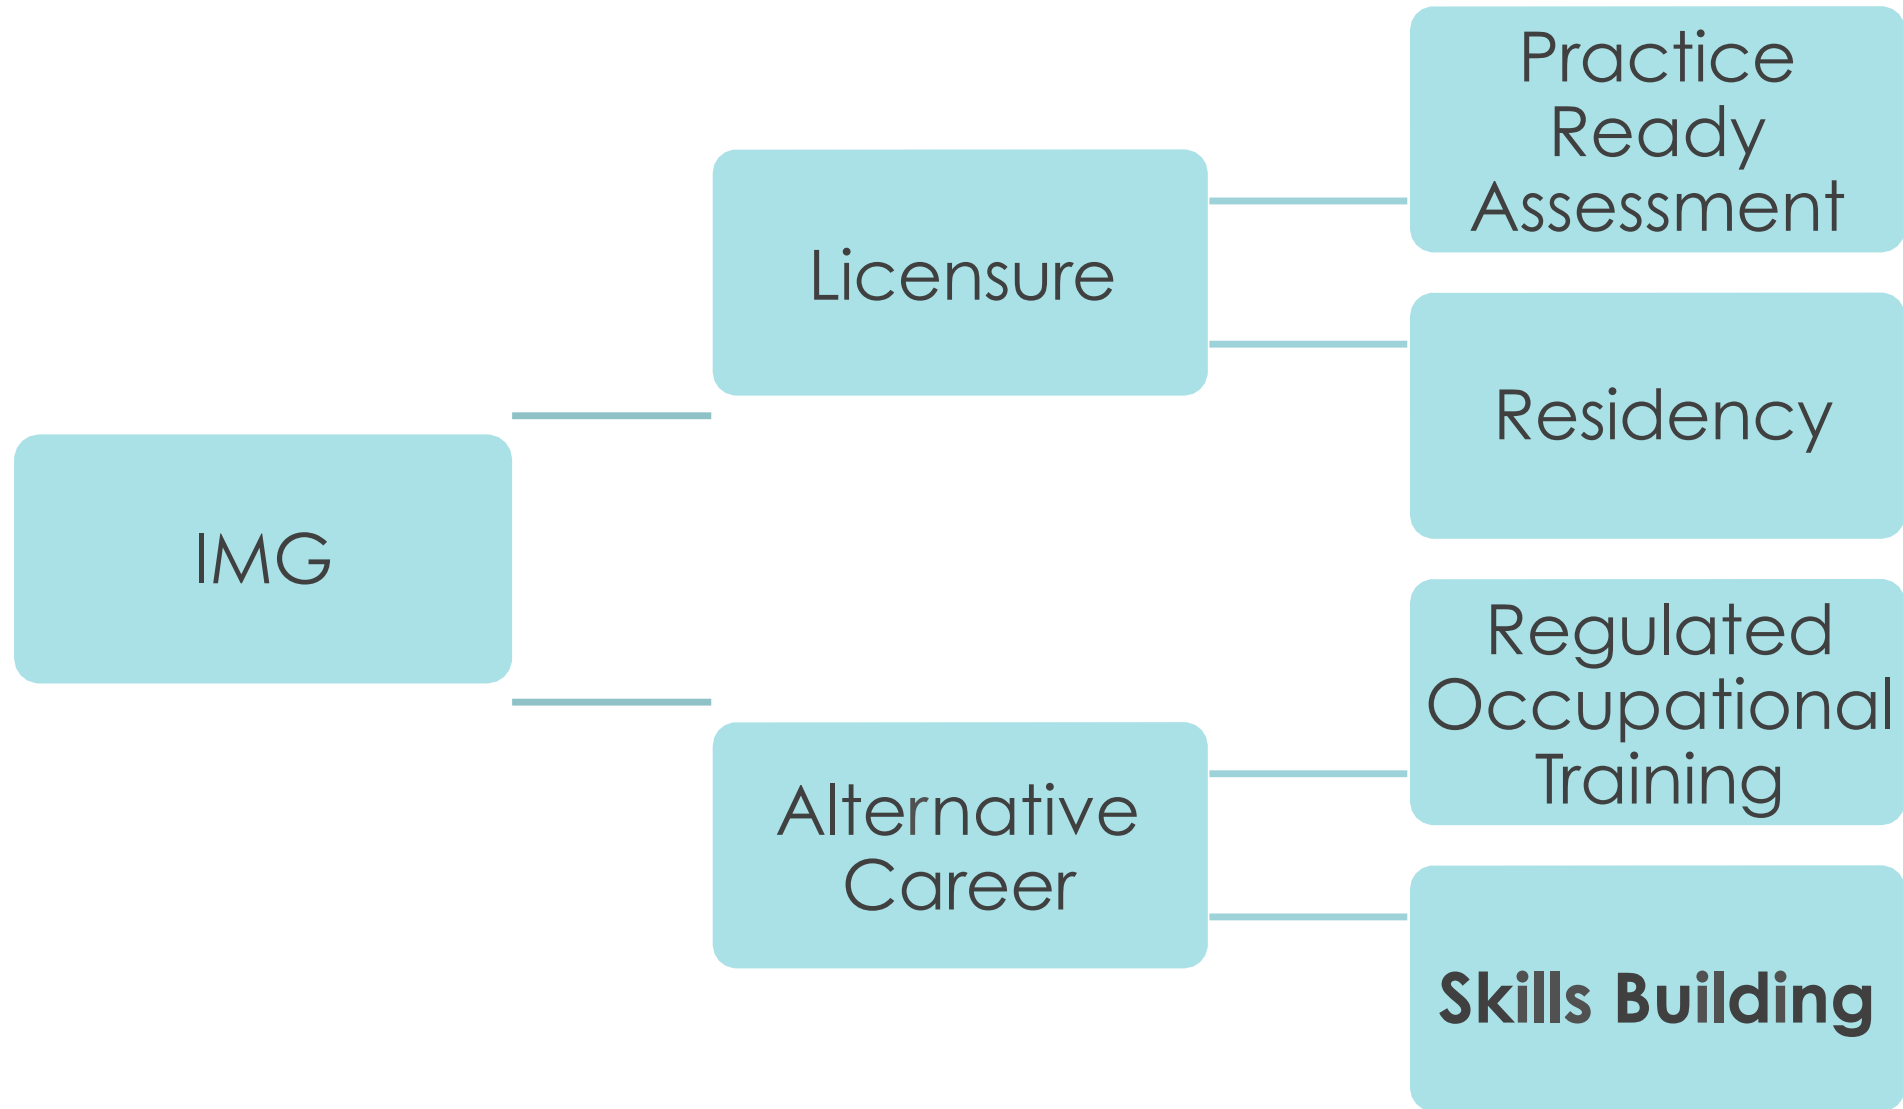 IMG
Licensure
Practice
Ready
Assessment
Residency
Alternative
Career
Regulated
Occupational
Training
Skills Building